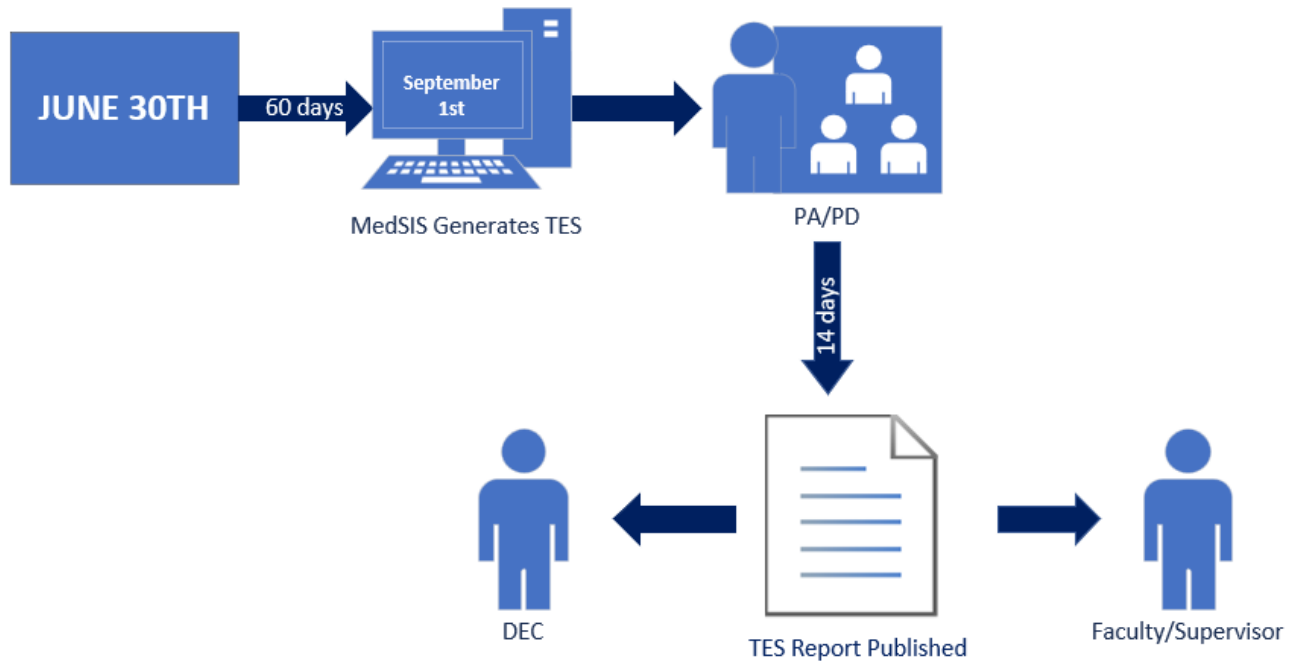 JUNE 30TH
60 days
September
1st
MedSIS Generates TES
PA/PD
14 days
DEC
TES Report Published
Faculty/Supervisor